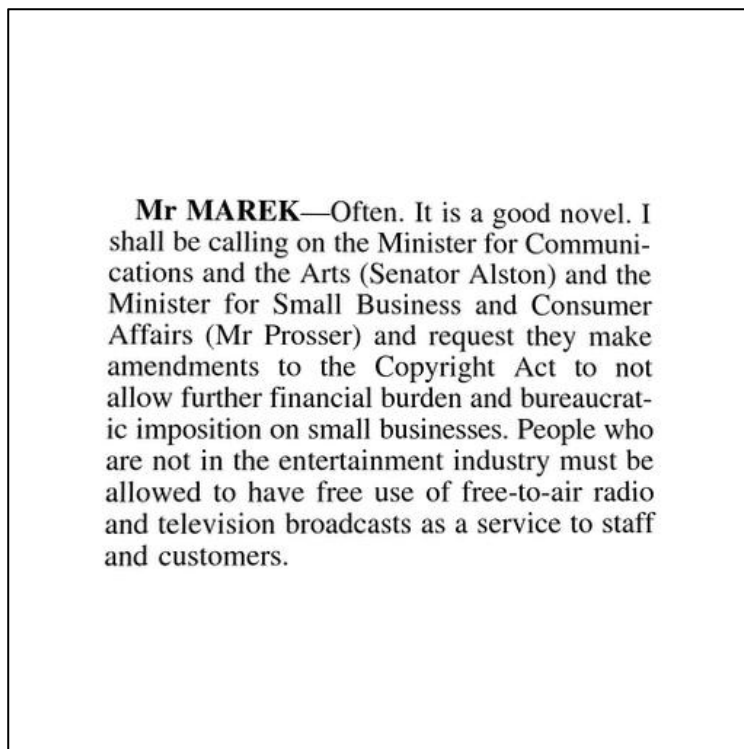 Mr MAREK—Often. It is a good novel. I
shall be calling on the Minister for Communi-
cations and the Arts (Senator Alston) and the
Minister for Small Business and Consumer
Affairs (Mr Prosser) and request they make
amendments to the Copyright Act to not
allow further financial burden and bureaucrat-
ic imposition on small businesses. People who
are not in the entertainment industry must be
allowed to have free use of free-to-air radio
and television broadcasts as a service to staff
and customers.